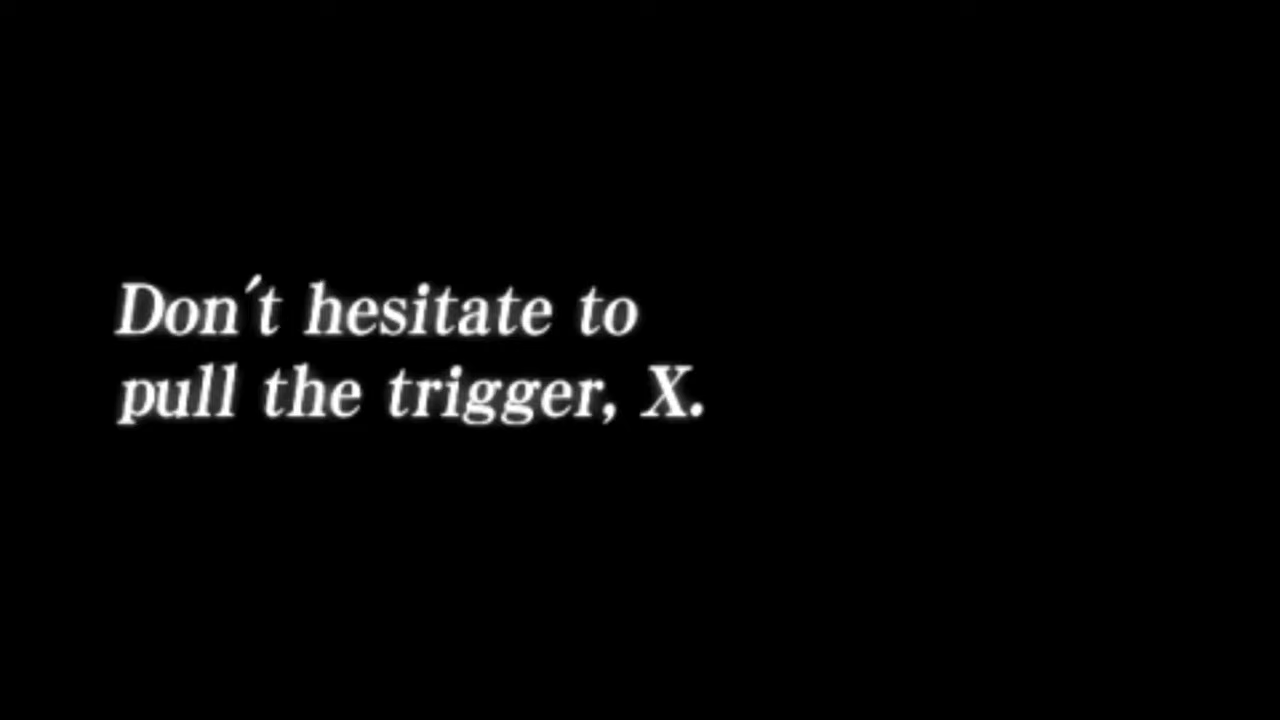 Don´t hesitate to
pull the trigger, X.